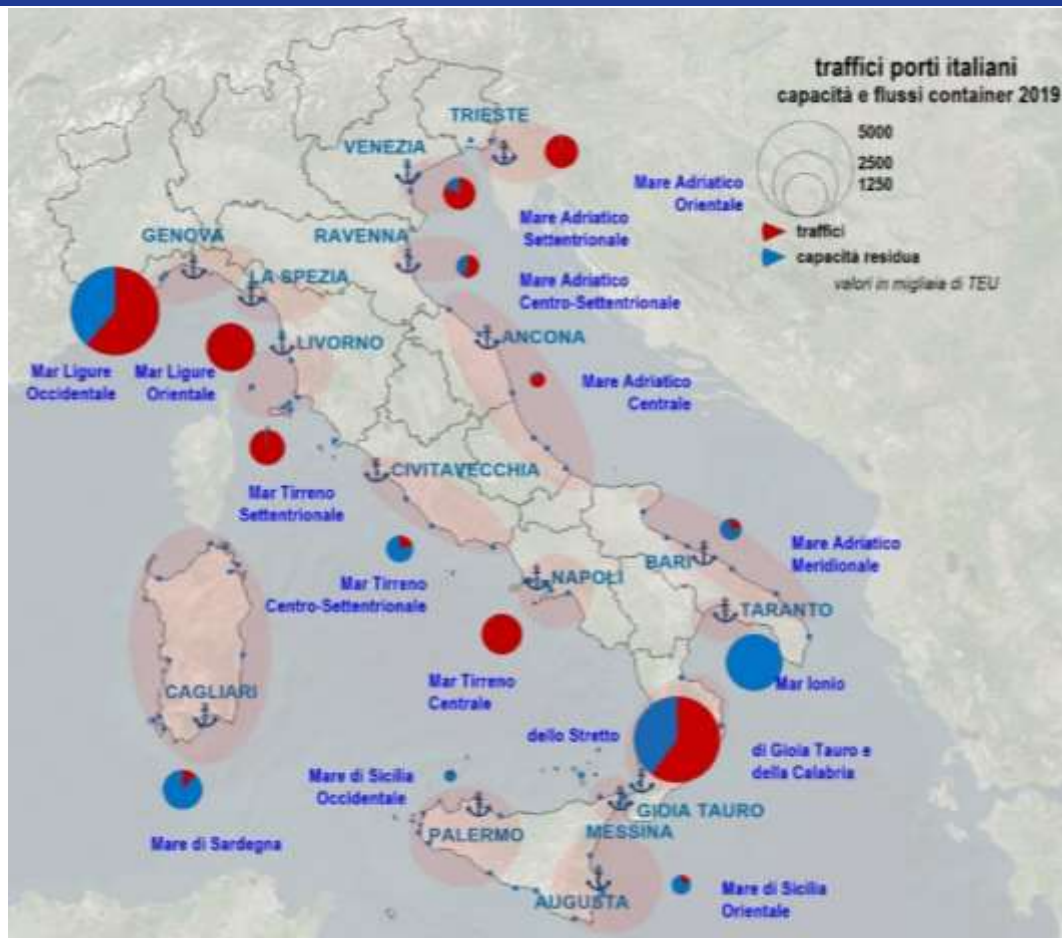 traffici porti italiani
capacità e flussi container 2019
5000
2500
1250
traffici
capacità residua
valori in migliaia di TEU
TRIESTE
VENEZIA
Mare Adriatico
Orientale
Mare Adriatico
Settentrionale
GENOVA
RAVENNA
LA SPEZIA
Mare Adriatico
Centro-Settentrionale
LIVORNO
ANCONA
Mar Ligure
Occidentale
Mar Ligure
Orientale
Mare Adriatico
Centrale
CIVITAVECCHIA
Mar Tirreno
Settentrionale
Mare Adriatico
Meridionale
BARI
NAPOLI
Mar Tirreno
Centro-Settentrionale
TARANTO
Mar Tirreno
Centrale
Mar Ionio
CAGLIARI
dello Stretto
di Gioia Tauro e
della Calabria
Mare di Sicilia
Occidentale
GIOIA TAURO
PALERMO
MESSINA
Mare di Sardegna
AUGUSTA
Mare di Sicilia
Orientale